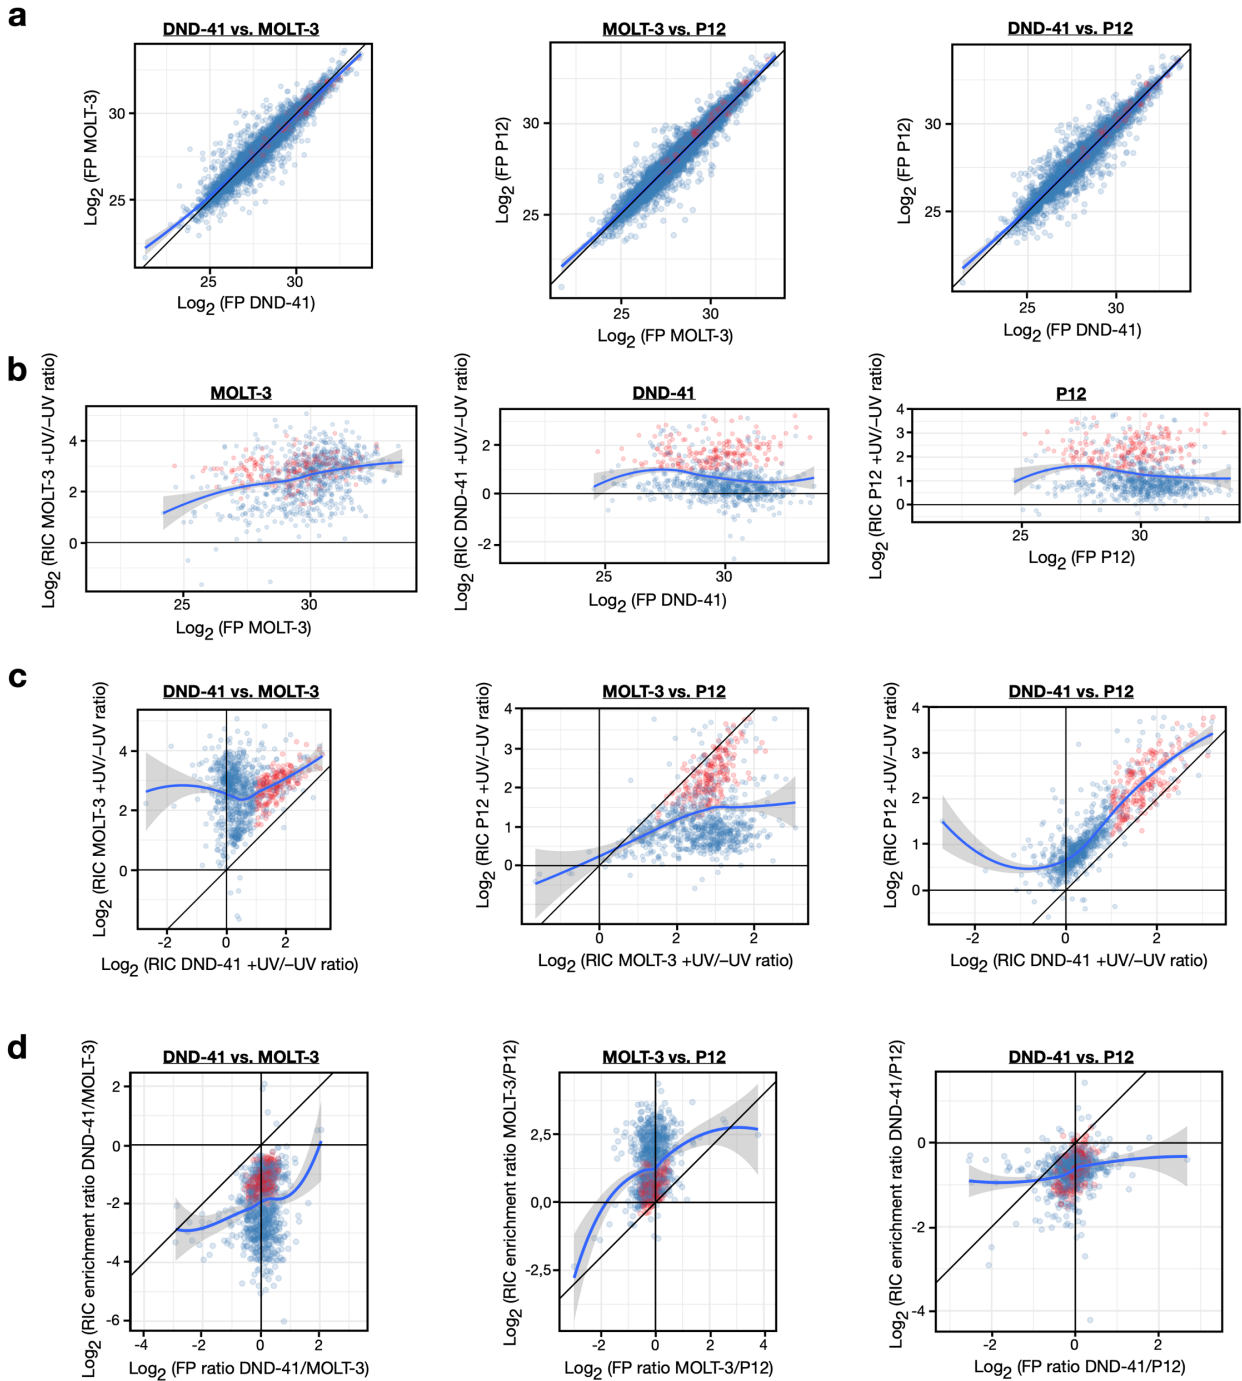 a
DND-41 vs. MOLT-3
MOLT-3 vs. P12
DND-41 vs. P12
Log2 (FP MOLT-3)
30
25
25
30
Log2 (FP DND-41)
Log2 (FP P12)
30
25
25
30
Log2 (FP MOLT-3)
Log2 (FP P12)
30
25
25
30
Log2 (FP DND-41)
b
MOLT-3
DND-41
P12
Log2 (RIC MOLT-3 +UV/–UV ratio)
4
2
0
25
30
Log2 (FP MOLT-3)
Log2 (RIC DND-41 +UV/–UV ratio)
2
0
-2
25
30
Log2 (FP DND-41)
Log2 (RIC P12 +UV/–UV ratio)
4
3
2
1
0
25
30
Log2 (FP P12)
c
DND-41 vs. MOLT-3
MOLT-3 vs. P12
DND-41 vs. P12
Log2 (RIC MOLT-3 +UV/–UV ratio)
4
2
0
-2
0
2
Log2 (RIC DND-41 +UV/–UV ratio)
Log2 (RIC P12 +UV/–UV ratio)
4
3
2
1
0
0
2
2
Log2 (RIC MOLT-3 +UV/–UV ratio)
Log2 (RIC P12 +UV/–UV ratio)
4
3
2
1
0
-2
0
2
Log2 (RIC DND-41 +UV/–UV ratio)
d
DND-41 vs. MOLT-3
MOLT-3 vs. P12
DND-41 vs. P12
Log2 (RIC enrichment ratio DND-41/MOLT-3)
2
0
-2
-4
-6
-4
-2
0
2
Log2 (FP ratio DND-41/MOLT-3)
Log2 (RIC enrichment ratio MOLT-3/P12)
2,5
0,0
-2,5
-2
0
2
4
Log2 (FP ratio MOLT-3/P12)
Log2 (RIC enrichment ratio DND-41/P12)
0
-2
-4
-2
0
2
Log2 (FP ratio DND-41/P12)